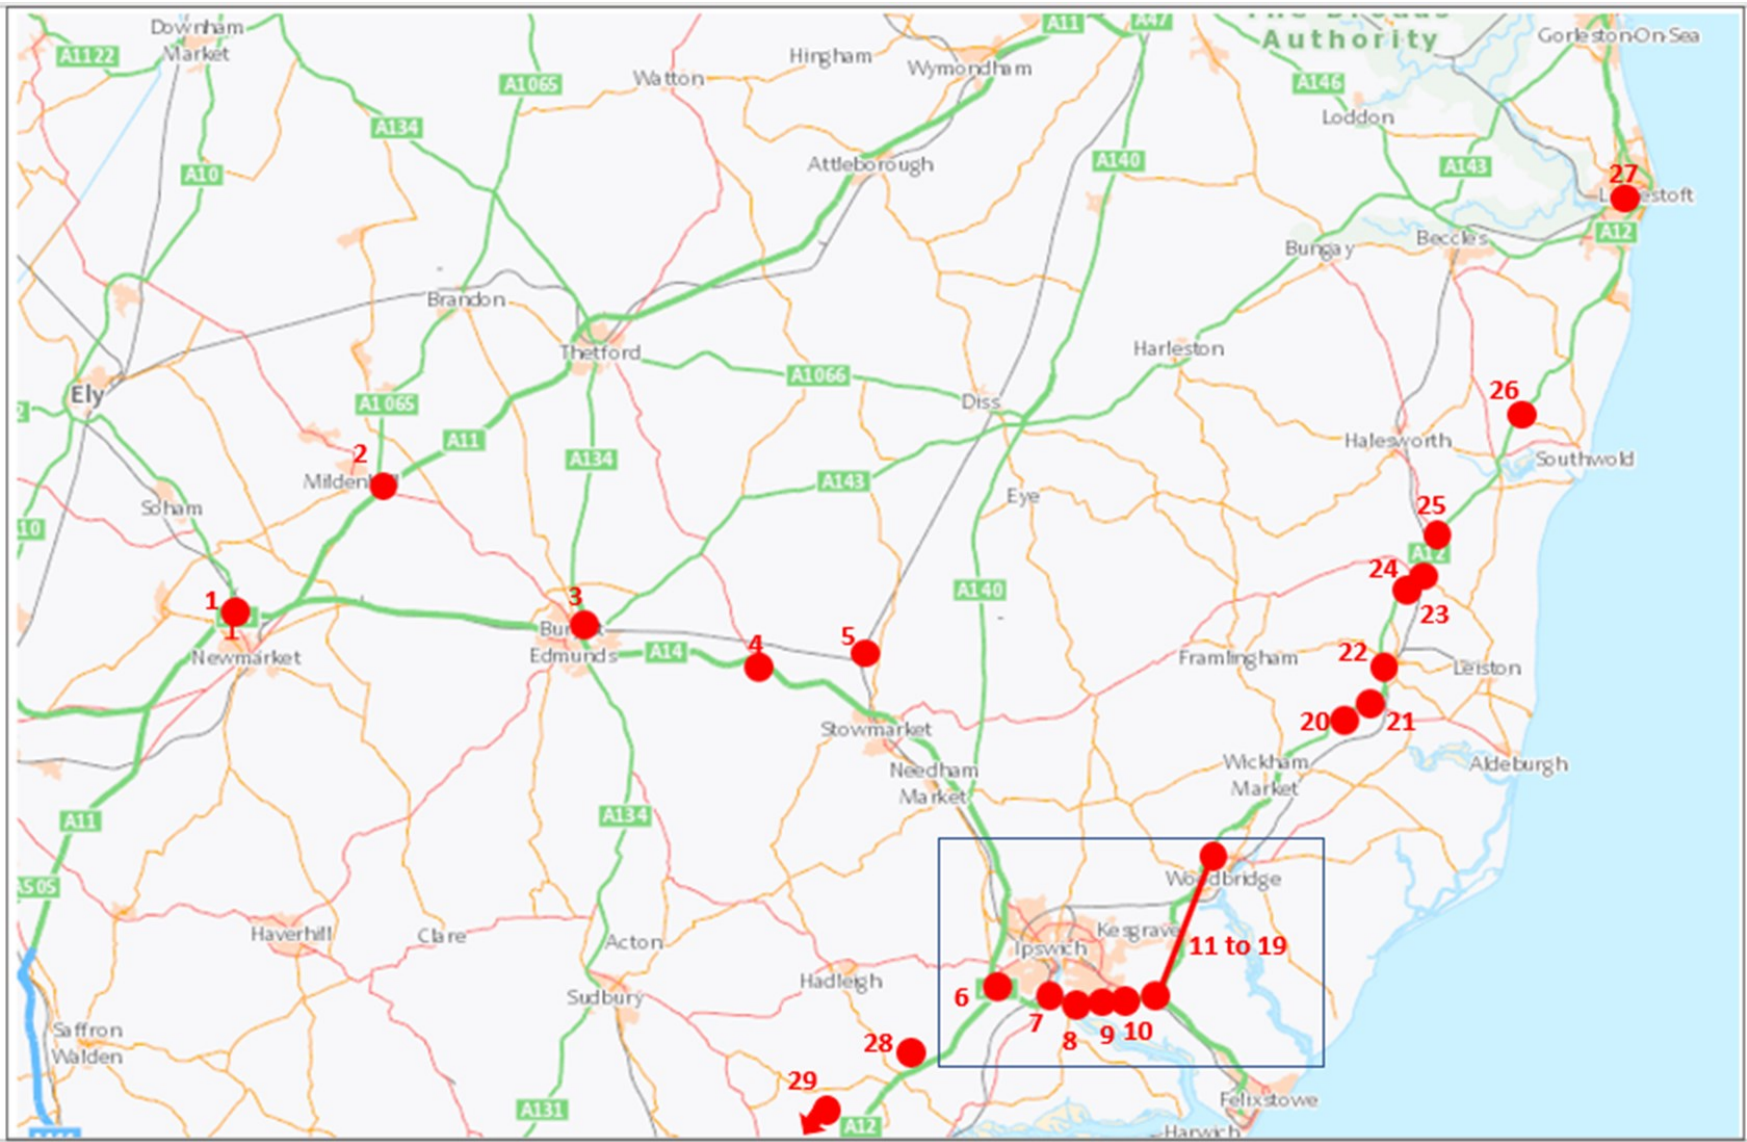 Downham
Market
A1122
A1065
Watton
Hingham
Wymondham
A11
A47
Authority
Gorleston-On-Sea
A146
Loddon
A134
A10
Attleborough
A140
A143
27
A12
Bungay
Beccles
Brandon
Thetford
Harleston
A1066
Ely
A1065
Diss
26
A11
Halesworth
Southwold
2
A134
A143
Soham
Eye
25
10
A12
24
A140
1
3
23
1
4
5
Newmarket
Edmunds
A14
Framlingham
22
Leiston
20
21
Stowmarket
Wickham
Market
Aldeburgh
Needham
Market
A11
A134
Woodbridge
Haverhill
Clare
Acton
Kesgrave
Ipswich
11 to 19
Hadleigh
Sudbury
6
7
8
9
10
Saffron
Walden
28
29
A131
A12
Felixstowe
Harwich